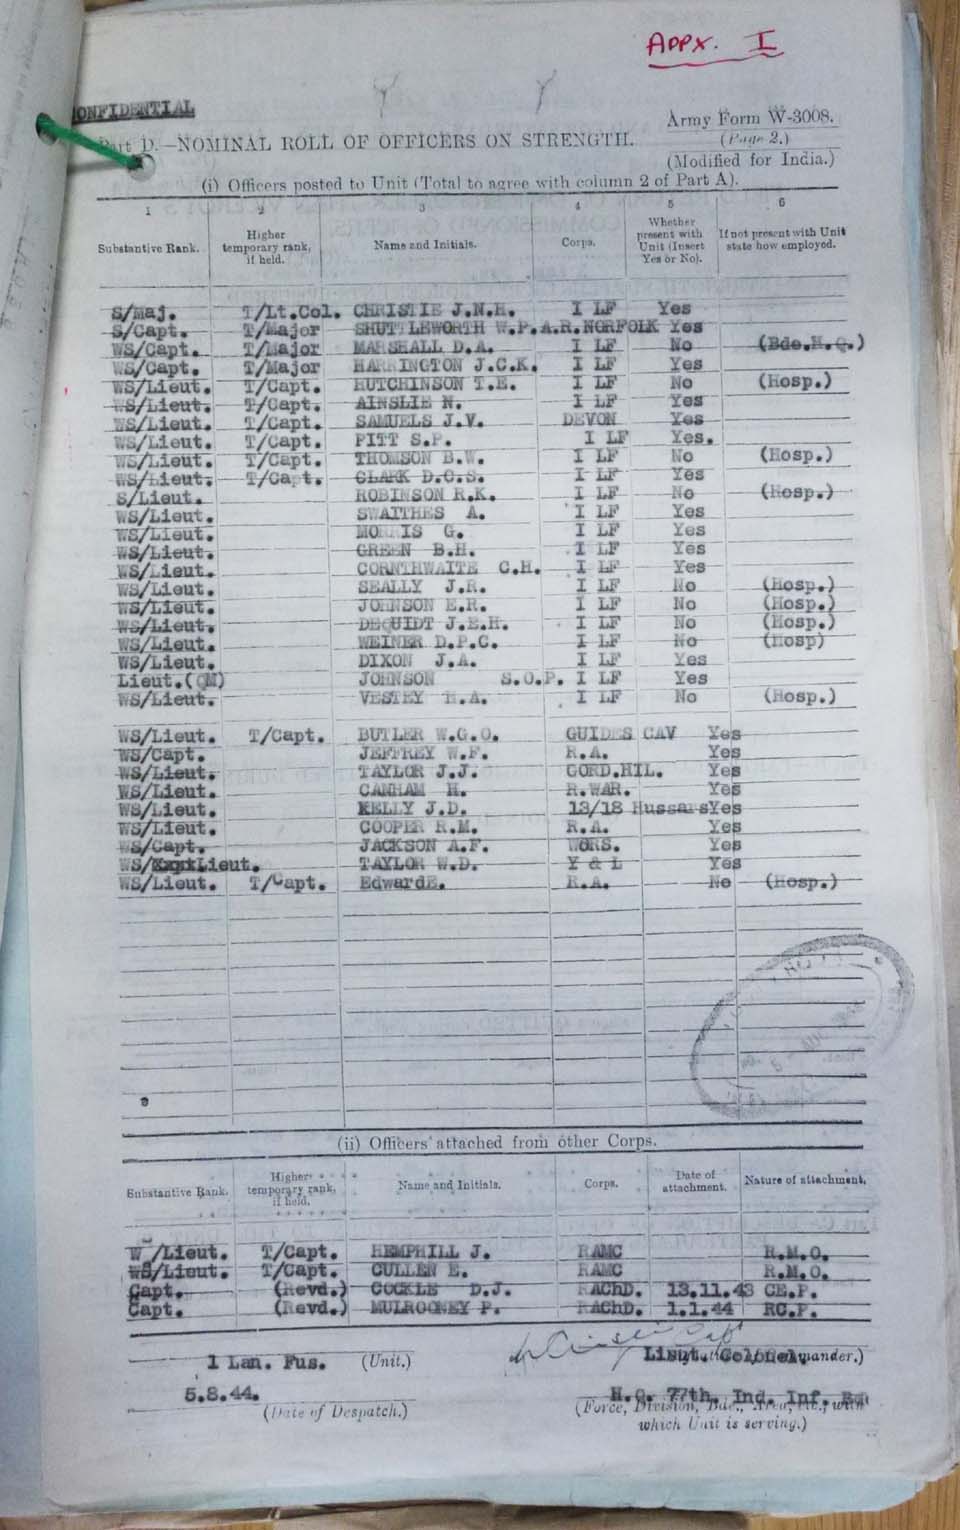 APPX. I
CONFIDENTIAL
Army Form W-3008.
Part D.—NOMINAL ROLL OF OFFICERS ON STRENGTH.
(Page 2.)
(Modified for India.)
(i) Officers posted to Unit (Total to agree with column 2 of Part A).
1 2 3 4 5 6
Substantive Rank. Higher temporary rank, if held. Name and Initials. Corps. Whether present with Unit (Insert Yes or No). If not present with Unit state how employed.
S/Maj. T/Lt.Col. CHRISTIE J.N.H. I LF Yes
S/Capt. T/Major SHUTTLEWORTH W.P.A.R.NORFOLK Yes
WS/Capt. T/Major MARSHALL D.A. I LF No (Bde.H.Q.)
WS/Capt. T/Major HARRINGTON J.C.K. I LF Yes
WS/Lieut. T/Capt. HUTCHINSON T.E. I LF No (Hosp.)
WS/Lieut. T/Capt. AINSLIE N. I LF Yes
WS/Lieut. T/Capt. SAMUELS J.V. DEVON Yes
WS/Lieut. T/Capt. PITT S.P. I LF Yes.
WS/Lieut. T/Capt. THOMSON B.W. I LF No (Hosp.)
WS/Lieut. T/Capt. CLARK D.C.S. I LF Yes
S/Lieut. ROBINSON R.K. I LF No (Hosp.)
WS/Lieut. SWAITHES A. I LF Yes
WS/Lieut. MORRIS G. I LF Yes
WS/Lieut. GREEN B.H. I LF Yes
WS/Lieut. CORNTHWAITE C.H. I LF Yes
WS/Lieut. SEALLY J.R. I LF No (Hosp.)
WS/Lieut. JOHNSON E.R. I LF No (Hosp.)
WS/Lieut. DEQUIDT J.E.H. I LF No (Hosp.)
WS/Lieut. WEINER D.P.C. I LF No (Hosp)
WS/Lieut. DIXON J.A. I LF Yes
Lieut.(QM) JOHNSON S.O.P. I LF Yes
WS/Lieut. VESTEY H.A. I LF No (Hosp.)
WS/Lieut. T/Capt. BUTLER W.G.O. GUIDES CAV Yes
WS/Capt. JEFFREY W.F. R.A. Yes
WS/Lieut. TAYLOR J.J. GORD.HIL. Yes
WS/Lieut. CANHAM H. R.WAR. Yes
WS/Lieut. KELLY J.D. 13/18 Hussars Yes
WS/Lieut. COOPER R.M. R.A. Yes
WS/Capt. JACKSON A.F. WORS. Yes
WS/Lieut. TAYLOR W.D. Y & L Yes
WS/Lieut. T/Capt. EdwardE. R.A. No (Hosp.)
(ii) Officers attached from other Corps.
Substantive Rank. Higher temporary rank, if held. Name and Initials. Corps. Date of attachment. Nature of attachment.
W /Lieut. T/Capt. HEMPHILL J. RAMC R.M.O.
WS/Lieut. T/Capt. CULLEN E. RAMC R.M.O.
Capt. (Revd.) COCKLE D.J. RAChD. 13.11.43 CE.P.
Capt. (Revd.) MULROONEY P. RAChD. 1.1.44 RC.P.
1 Lan. Fus. (Unit.) Lieut. Colonel.
5.8.44. H.Q. 77th. Ind. Inf. Bd
(Date of Despatch.) (Force, Division, Bde., Area, etc., with
which Unit is serving.)